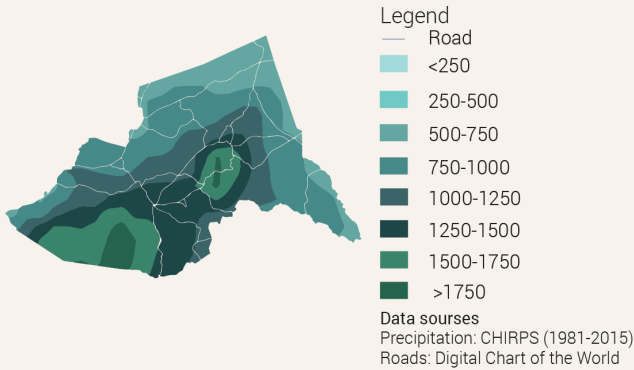 Legend
Road
<250
250-500
500-750
750-1000
1000-1250
1250-1500
1500-1750
>1750
Data sourses
Precipitation: CHIRPS (1981-2015)
Roads: Digital Chart of the World